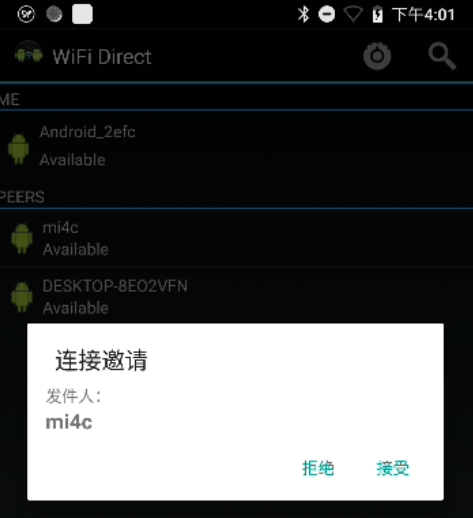 下午4:01
WiFi Direct
ME
Android_2efc
Available
PEERS
mi4c
Available
DESKTOP-8EO2VFN
Available
连接邀请
发件人：
mi4c
拒绝 接受